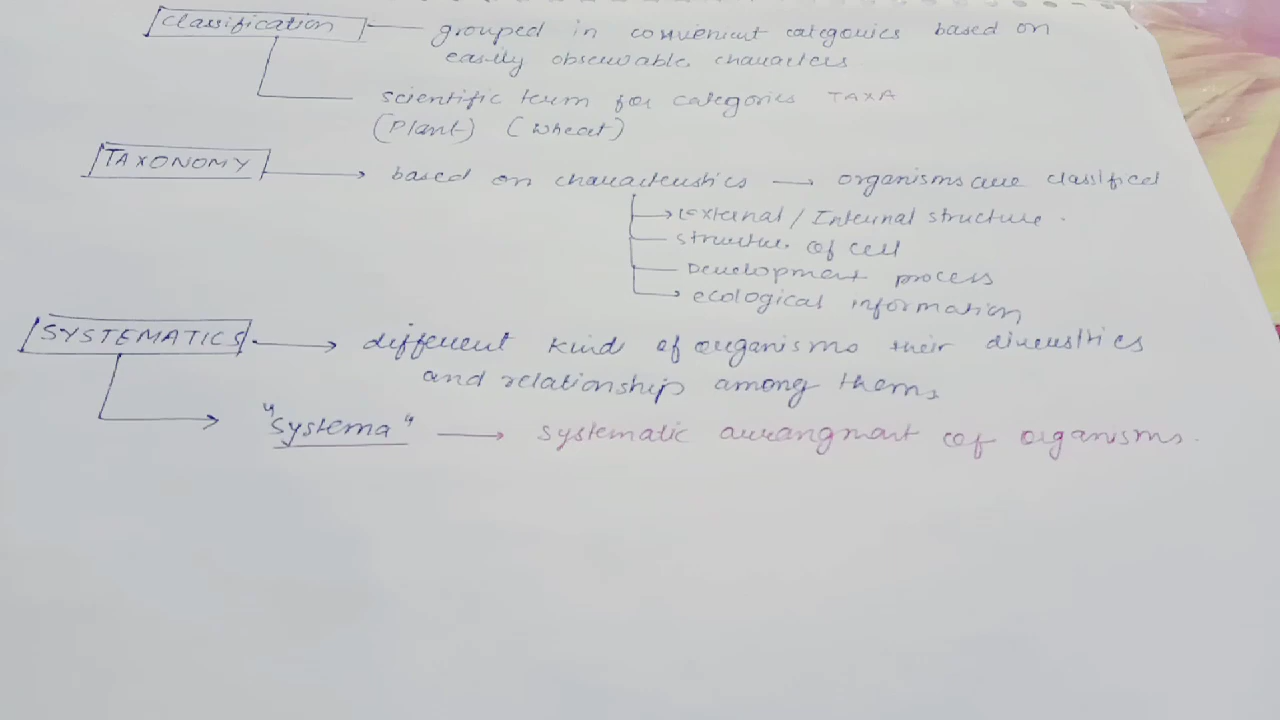 Classification — grouped in convenient categories based on
easily observable characters
scientific term for categories TAXA
(Plant) (wheat)
TAXONOMY → based on characteristics → organisms are classified
→ external / Internal structure.
structure of cell
Development process
→ ecological information
SYSTEMATICS → different kind of organisms their diversities
and relationship among them.
"Systema" → systematic arrangmant of organisms.